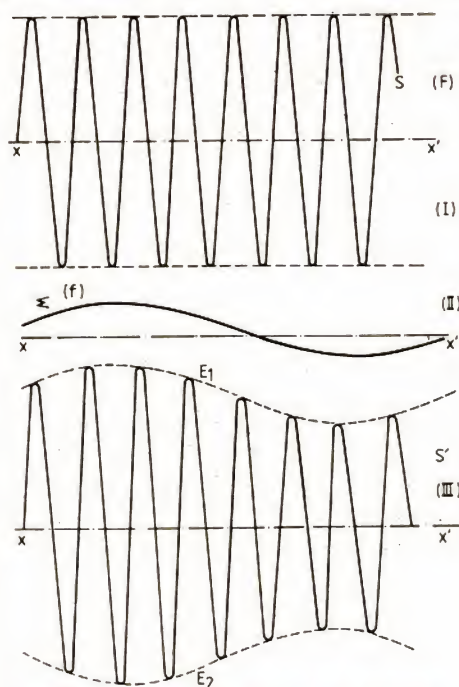 (F)
S
x x'
(I)
Σ (f) (II)
x x'
E1
S'
(III)
x x'
E2